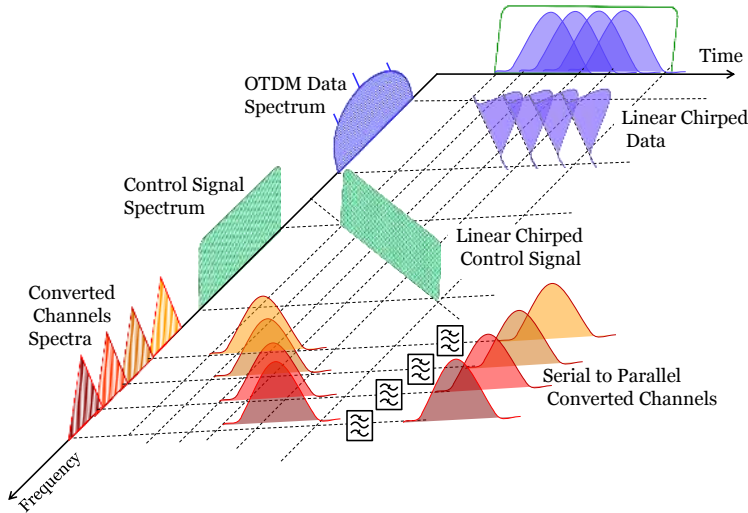 Time
OTDM Data
Spectrum
Linear Chirped
Data
Control Signal
Spectrum
Linear Chirped
Control Signal
Converted
Channels
Spectra
Serial to Parallel
Converted Channels
Frequency